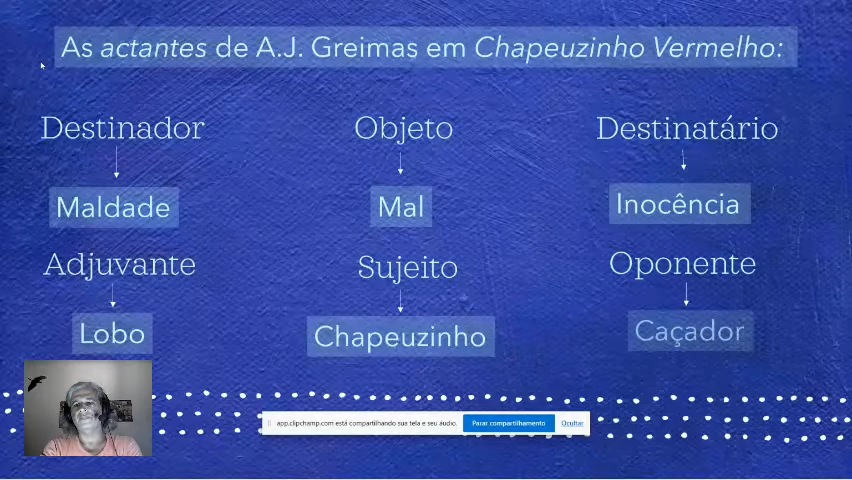 As actantes de A.J. Greimas em Chapeuzinho Vermelho:
Destinador Objeto Destinatário
Maldade Mal Inocência
Adjuvante Sujeito Oponente
Lobo Chapeuzinho Caçador
app.clipchamp.com está compartilhando sua tela e seu áudio. Parar compartilhamento Ocultar